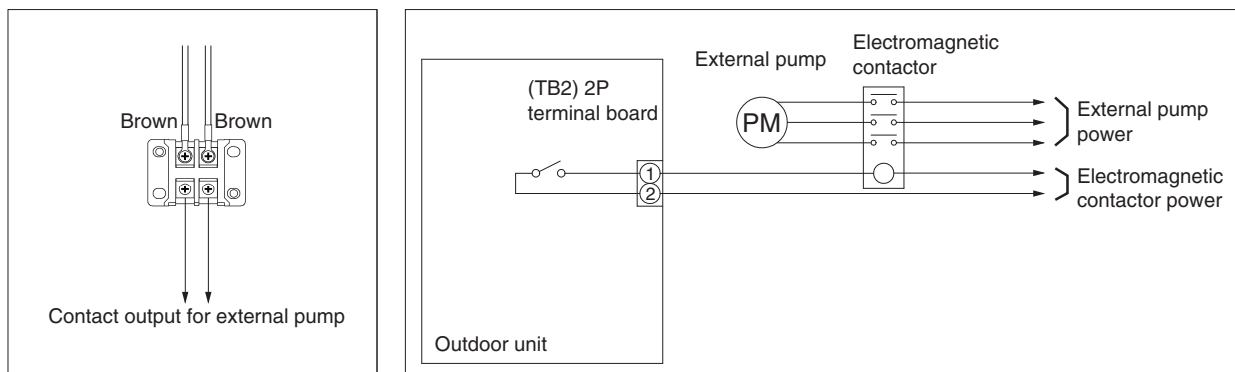 Brown
Brown
Contact output for external pump
Outdoor unit
(TB2) 2P
terminal board
1
2
External pump
PM
Electromagnetic
contactor
External pump
power
Electromagnetic
contactor power